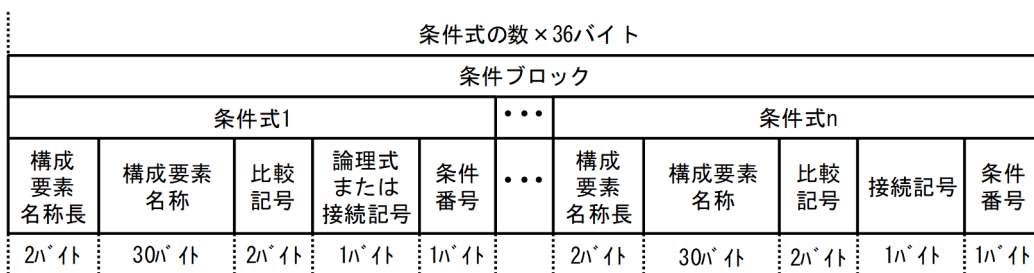 条件式の数×36バイト
条件ブロック
条件式1
・・・
条件式n
構成
要素
名称長
構成要素
名称
比較
記号
論理式
または
接続記号
条件
番号
・・・
構成
要素
名称長
構成要素
名称
比較
記号
接続記号
条件
番号
2バイト
30バイト
2バイト
1バイト
1バイト
2バイト
30バイト
2バイト
1バイト
1バイト